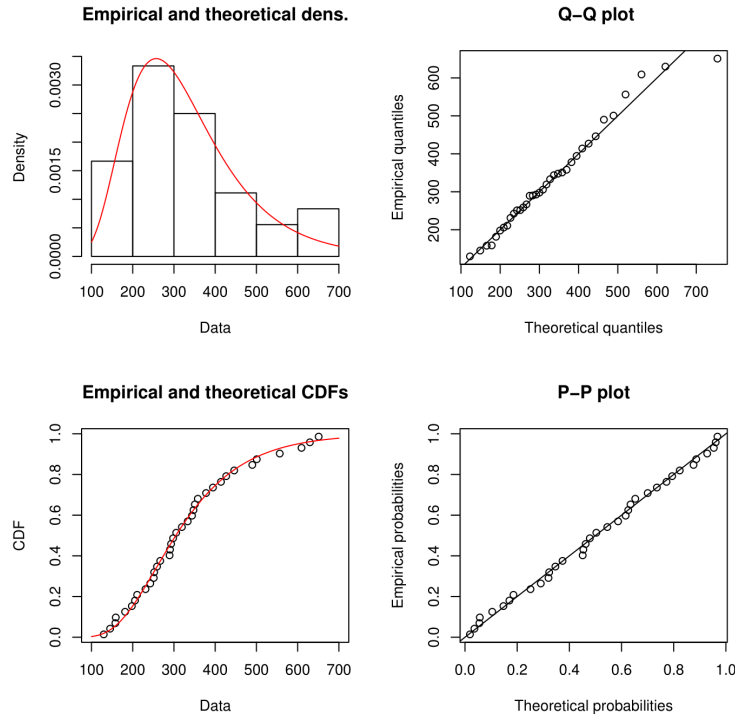 Empirical and theoretical dens.
Density
0.0000
0.0015
0.0030
100 200 300 400 500 600 700
Data
Q−Q plot
Empirical quantiles
200
300
400
500
600
100 200 300 400 500 600 700
Theoretical quantiles
Empirical and theoretical CDFs
CDF
0.0
0.2
0.4
0.6
0.8
1.0
100 200 300 400 500 600 700
Data
P−P plot
Empirical probabilities
0.0
0.2
0.4
0.6
0.8
1.0
0.0 0.2 0.4 0.6 0.8 1.0
Theoretical probabilities